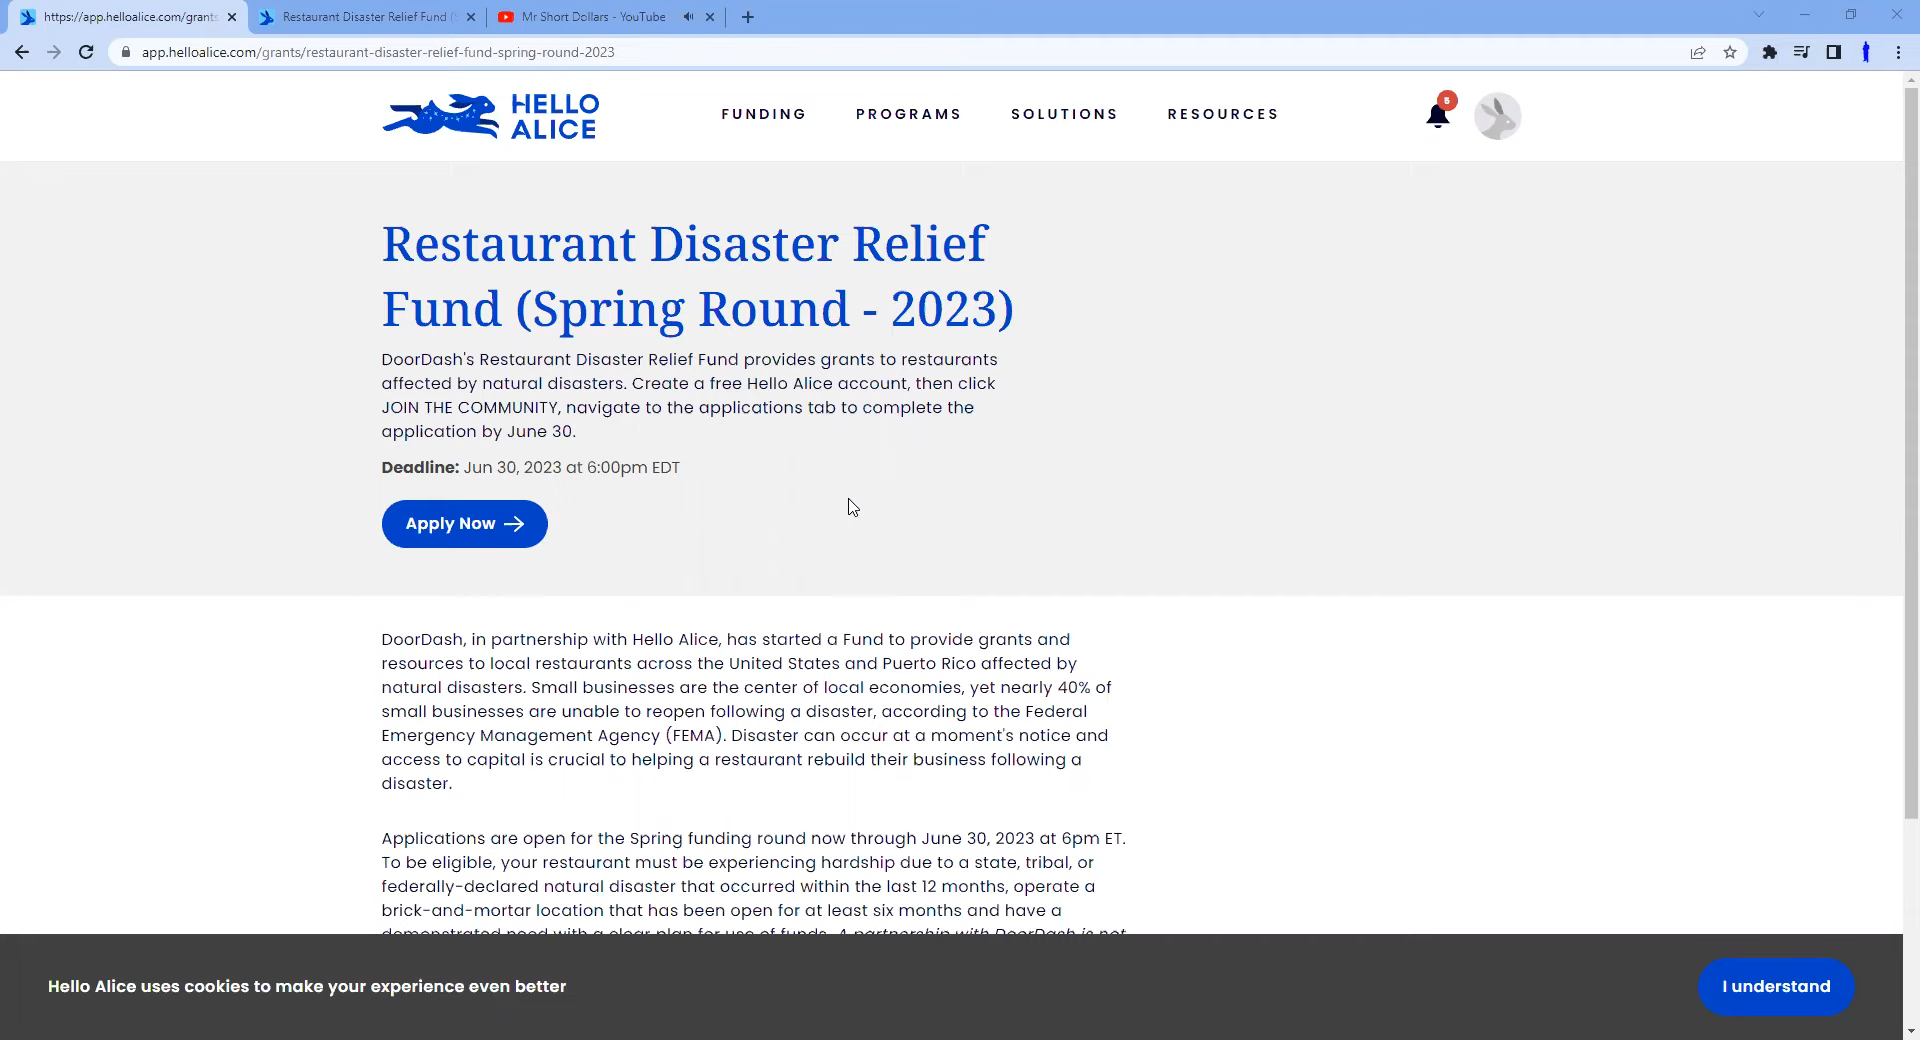 https://app.helloalice.com/grants
Restaurant Disaster Relief Fund (S
Mr Short Dollars - YouTube
app.helloalice.com/grants/restaurant-disaster-relief-fund-spring-round-2023
HELLO
ALICE
FUNDING
PROGRAMS
SOLUTIONS
RESOURCES
5
Restaurant Disaster Relief
Fund (Spring Round - 2023)
DoorDash's Restaurant Disaster Relief Fund provides grants to restaurants
affected by natural disasters. Create a free Hello Alice account, then click
JOIN THE COMMUNITY, navigate to the applications tab to complete the
application by June 30.
Deadline: Jun 30, 2023 at 6:00pm EDT
Apply Now
DoorDash, in partnership with Hello Alice, has started a Fund to provide grants and
resources to local restaurants across the United States and Puerto Rico affected by
natural disasters. Small businesses are the center of local economies, yet nearly 40% of
small businesses are unable to reopen following a disaster, according to the Federal
Emergency Management Agency (FEMA). Disaster can occur at a moment's notice and
access to capital is crucial to helping a restaurant rebuild their business following a
disaster.
Applications are open for the Spring funding round now through June 30, 2023 at 6pm ET.
To be eligible, your restaurant must be experiencing hardship due to a state, tribal, or
federally-declared natural disaster that occurred within the last 12 months, operate a
brick-and-mortar location that has been open for at least six months and have a
demonstrated need with a clear plan for use of funds. A partnership with DoorDash is not
Hello Alice uses cookies to make your experience even better
I understand